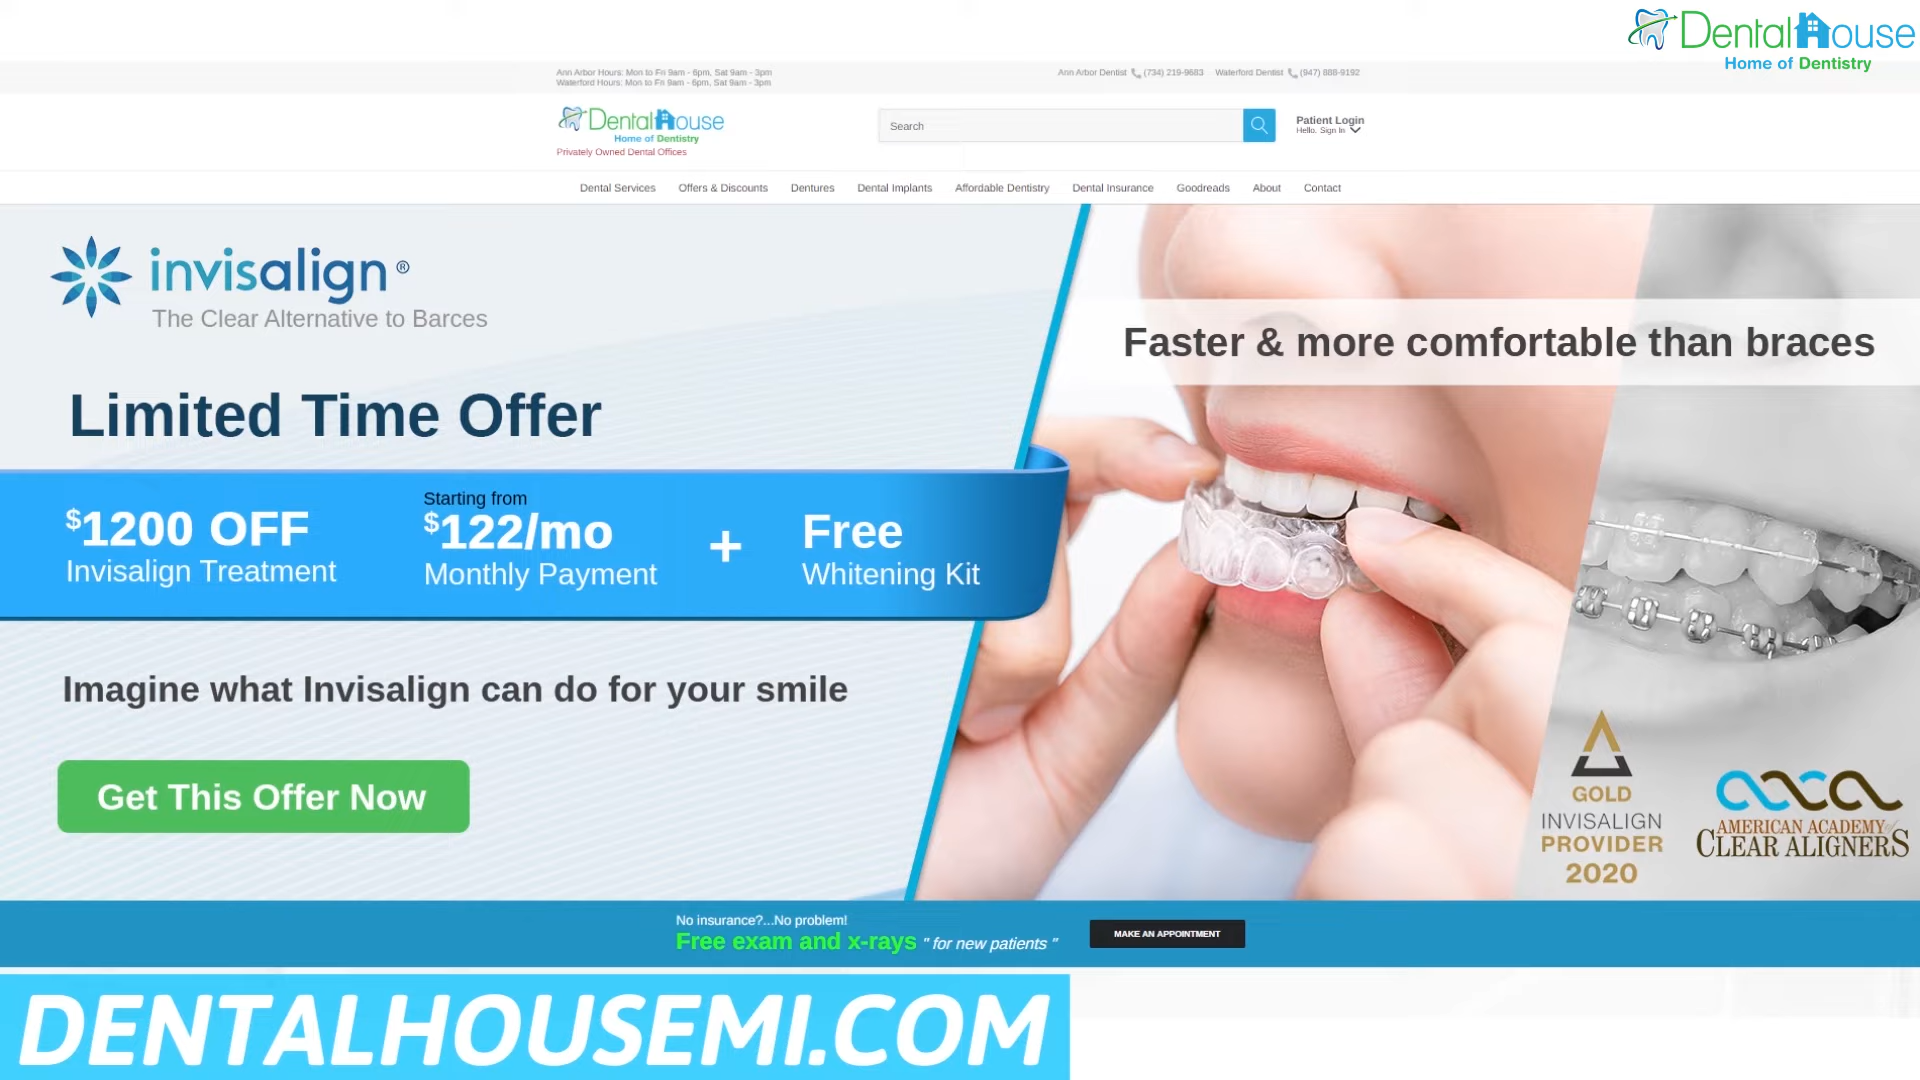 DentalHouse
Home of Dentistry
Ann Arbor Hours: Mon to Fri 9am - 6pm, Sat 9am - 3pm
Waterford Hours: Mon to Fri 9am - 6pm, Sat 9am - 3pm
Ann Arbor Dentist (734) 219-9683 Waterford Dentist (947) 888-9192
DentalHouse
Home of Dentistry
Privately Owned Dental Offices
Search
Patient Login
Hello, Sign In
Dental Services Offers & Discounts Dentures Dental Implants Affordable Dentistry Dental Insurance Goodreads About Contact
invisalign®
The Clear Alternative to Barces
Faster & more comfortable than braces
Limited Time Offer
$1200 OFF
Invisalign Treatment
Starting from
$122/mo
Monthly Payment
+
Free
Whitening Kit
Imagine what Invisalign can do for your smile
Get This Offer Now
GOLD
INVISALIGN
PROVIDER
2020
aaca
AMERICAN ACADEMY of
CLEAR ALIGNERS
No insurance?...No problem!
Free exam and x-rays " for new patients "
MAKE AN APPOINTMENT
DENTALHOUSEMI.COM